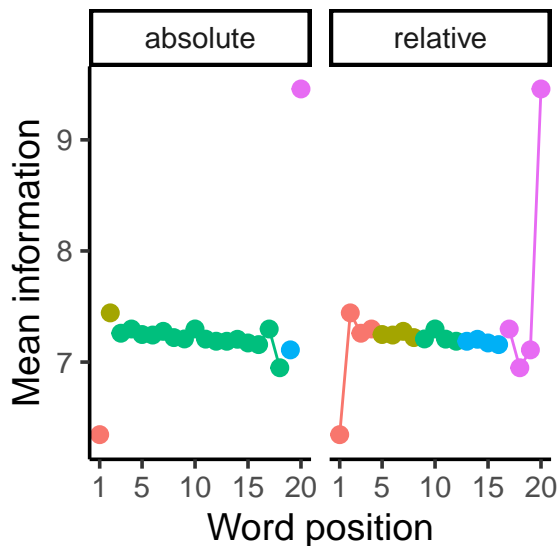 absolute relative
Mean information
9
8
7
1 5 10 15 20 1 5 10 15 20
Word position